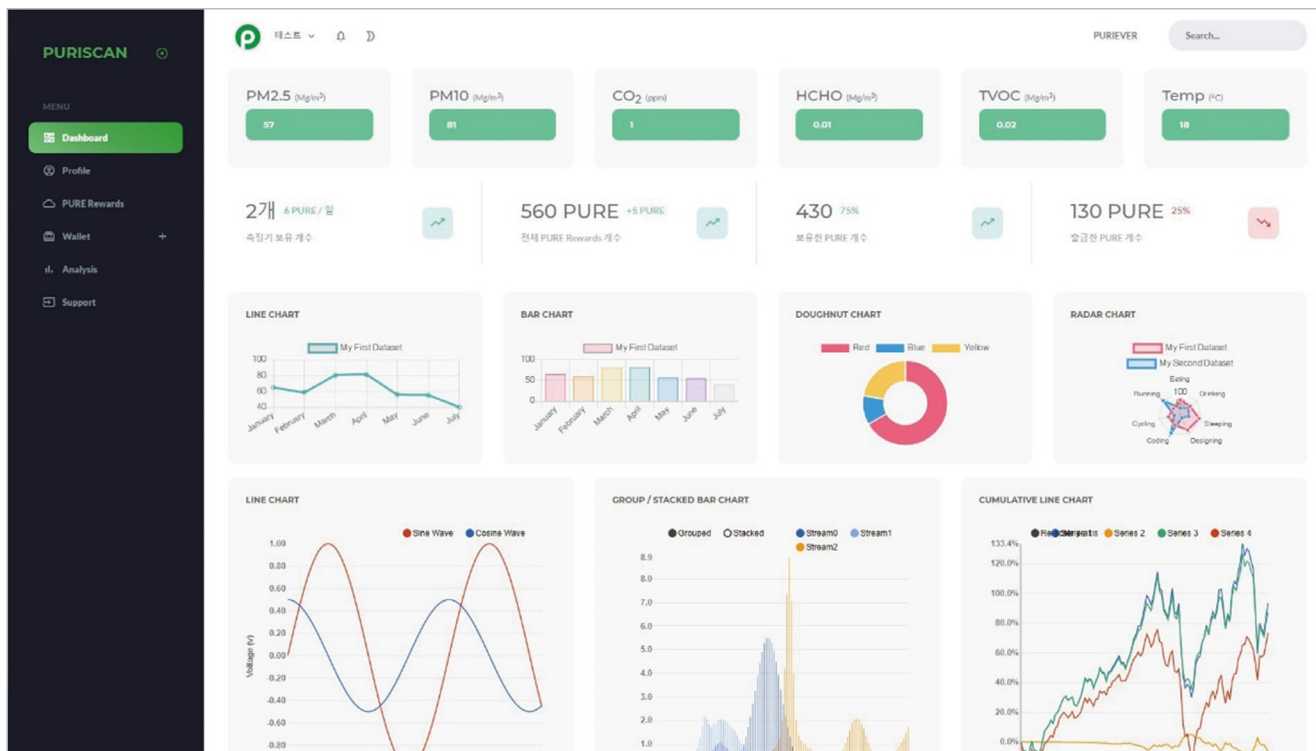 PURISCAN
MENU
Dashboard
Profile
PURE Rewards
Wallet +
Analysis
Support
테스트
PURIEVER
Search...
PM2.5 (Mg/m³)
57
PM10 (Mg/m³)
81
CO₂ (ppm)
1
HCHO (Mg/m³)
0.01
TVOC (Mg/m³)
0.02
Temp (ºC)
18
2개 6 PURE / 일
측정기 보유 개수
560 PURE +5 PURE
전체 PURE Rewards 개수
430 75%
보유한 PURE 개수
130 PURE 25%
출금한 PURE 개수
LINE CHART
My First Dataset
100
80
60
40
January February March April May June July
BAR CHART
My First Dataset
100
50
0
January February March April May June July
DOUGHNUT CHART
Red Blue Yellow
RADAR CHART
My First Dataset
My Second Dataset
Eating
Running 100 Drinking
Cycling Sleeping
Coding Designing
LINE CHART
Sine Wave Cosine Wave
1.00
0.80
0.60
0.40
0.20
0.00
-0.20
-0.40
-0.60
-0.80
Voltage (v)
GROUP / STACKED BAR CHART
Grouped Stacked Stream0 Stream1
Stream2
8.9
8.0
7.0
6.0
5.0
4.0
3.0
2.0
1.0
CUMULATIVE LINE CHART
Series 2 Series 3 Series 4
133.4%
120.0%
100.0%
80.0%
60.0%
40.0%
20.0%
0.0%